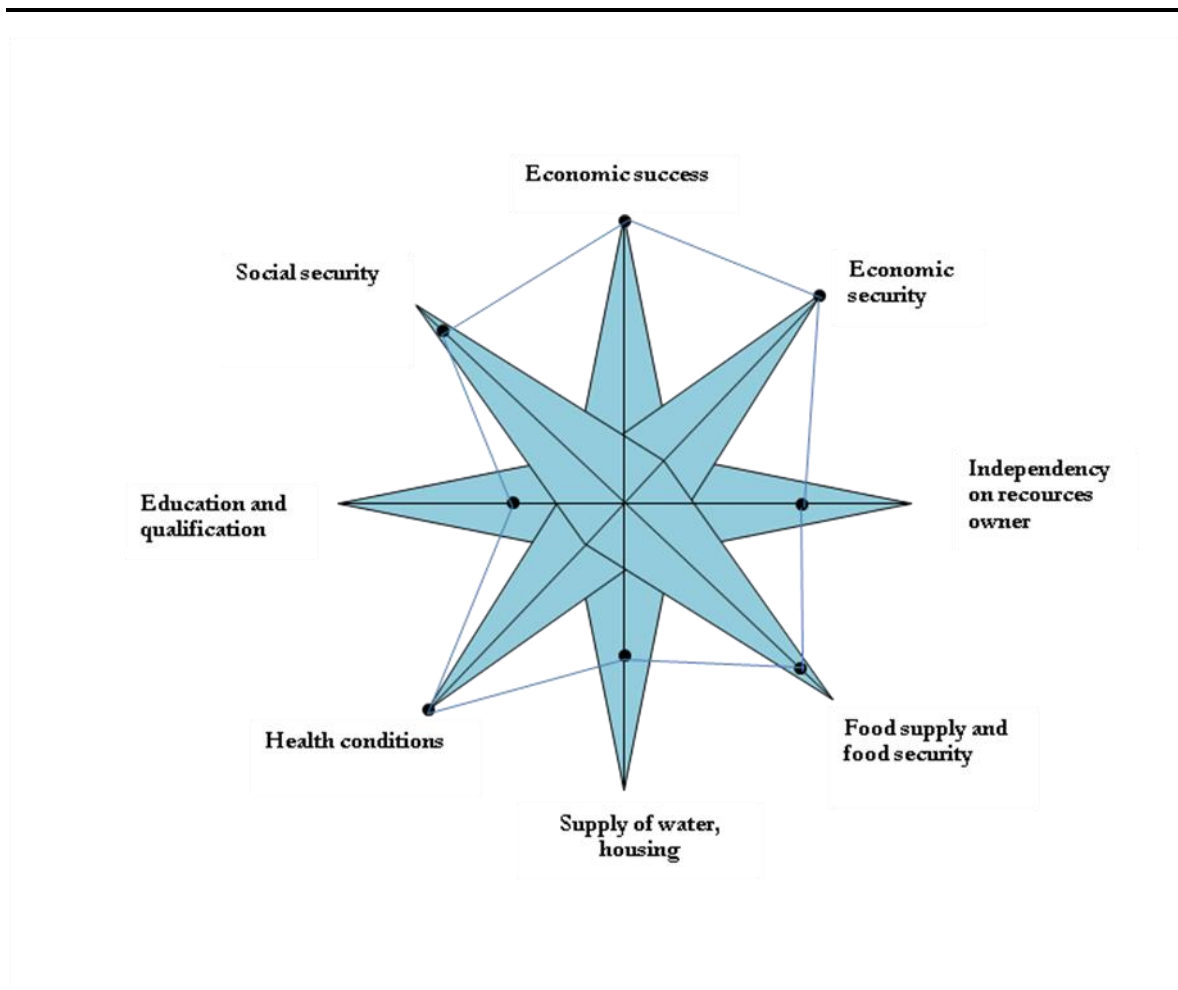 Economic success
Social security
Economic
security
Independency
on recources
owner
Education and
qualification
Health conditions
Food supply and
food security
Supply of water,
housing